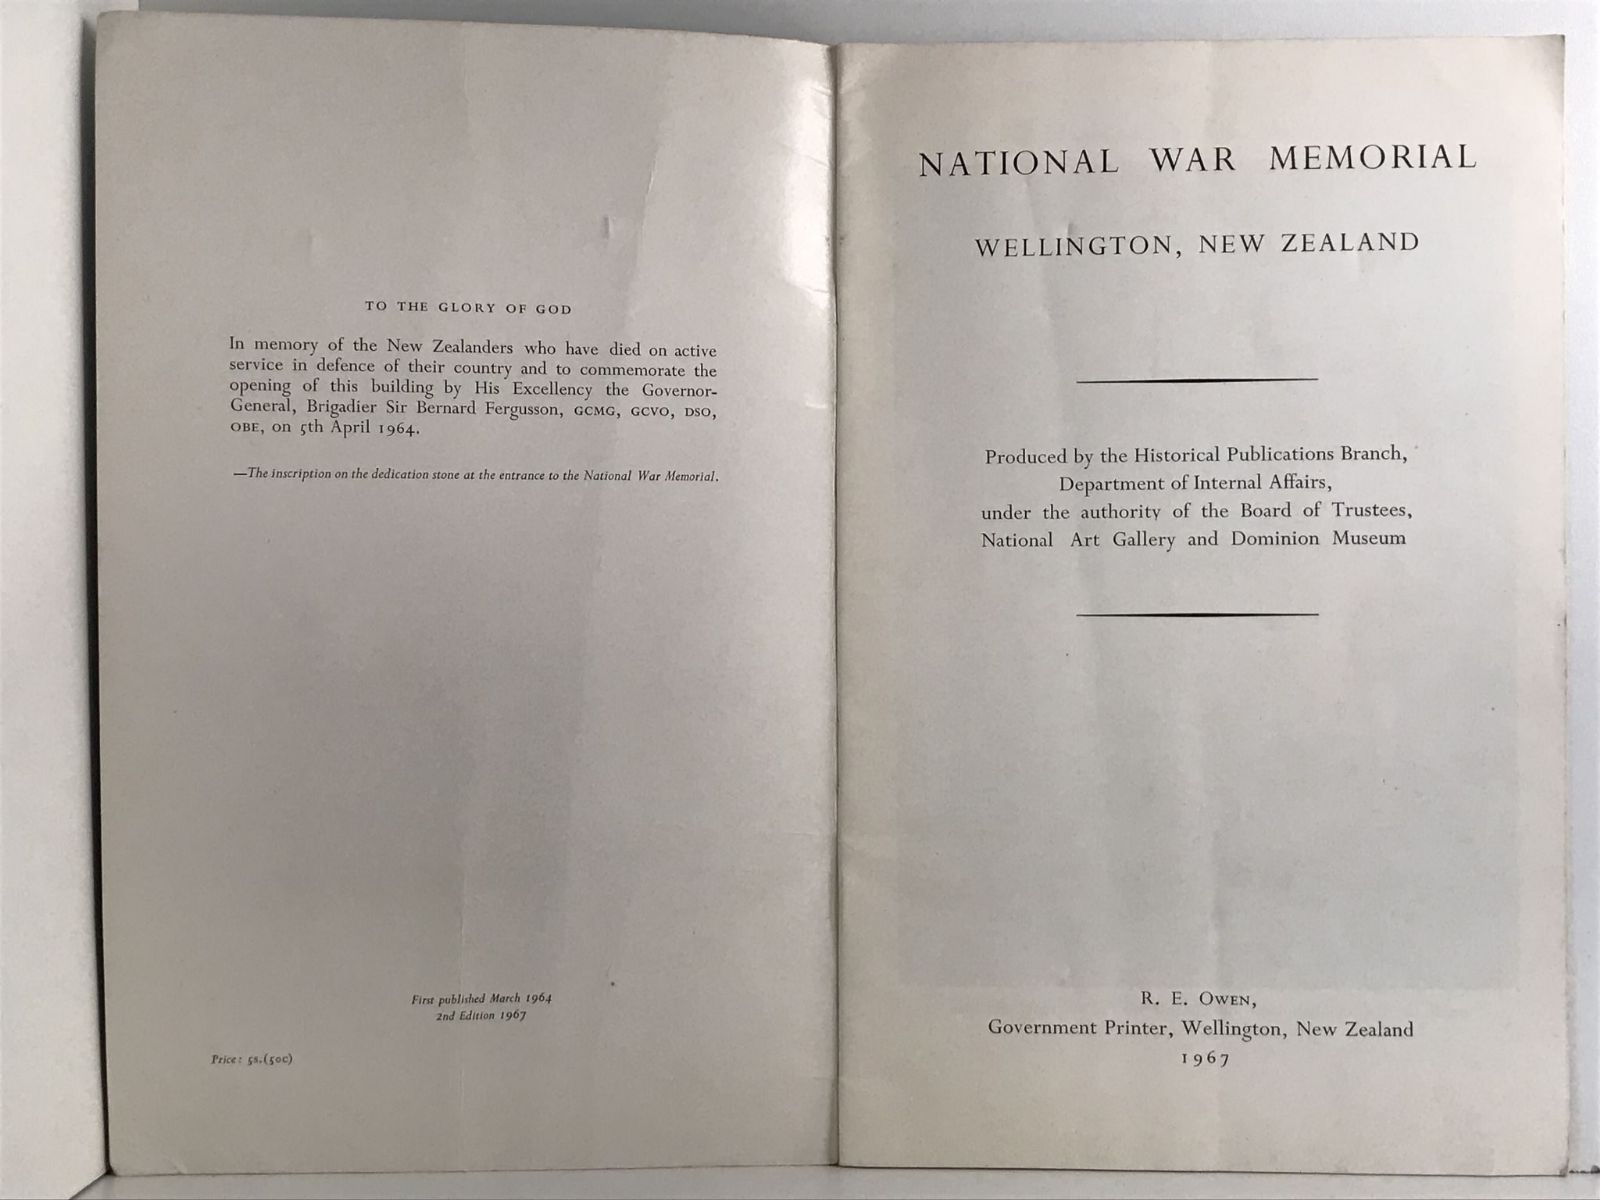 TO THE GLORY OF GOD
In memory of the New Zealanders who have died on active
service in defence of their country and to commemorate the
opening of this building by His Excellency the Governor-
General, Brigadier Sir Bernard Fergusson, GCMG, GCVO, DSO,
OBE, on 5th April 1964.
—The inscription on the dedication stone at the entrance to the National War Memorial.
First published March 1964
2nd Edition 1967
Price: 5s.(50c)
NATIONAL WAR MEMORIAL
WELLINGTON, NEW ZEALAND
Produced by the Historical Publications Branch,
Department of Internal Affairs,
under the authority of the Board of Trustees,
National Art Gallery and Dominion Museum
R. E. OWEN,
Government Printer, Wellington, New Zealand
1967